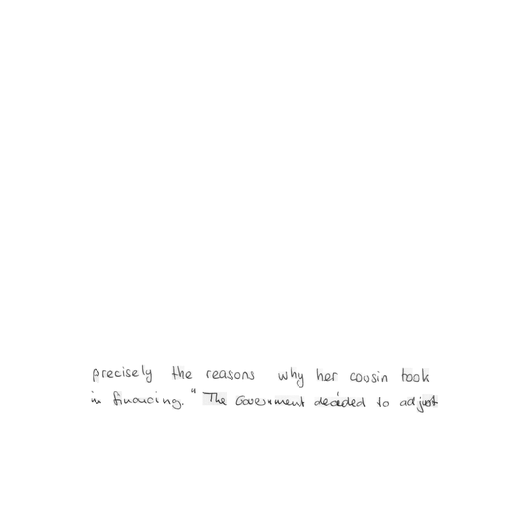 precisely the reasons why her cousin took
in financing." The Government decided to adjust